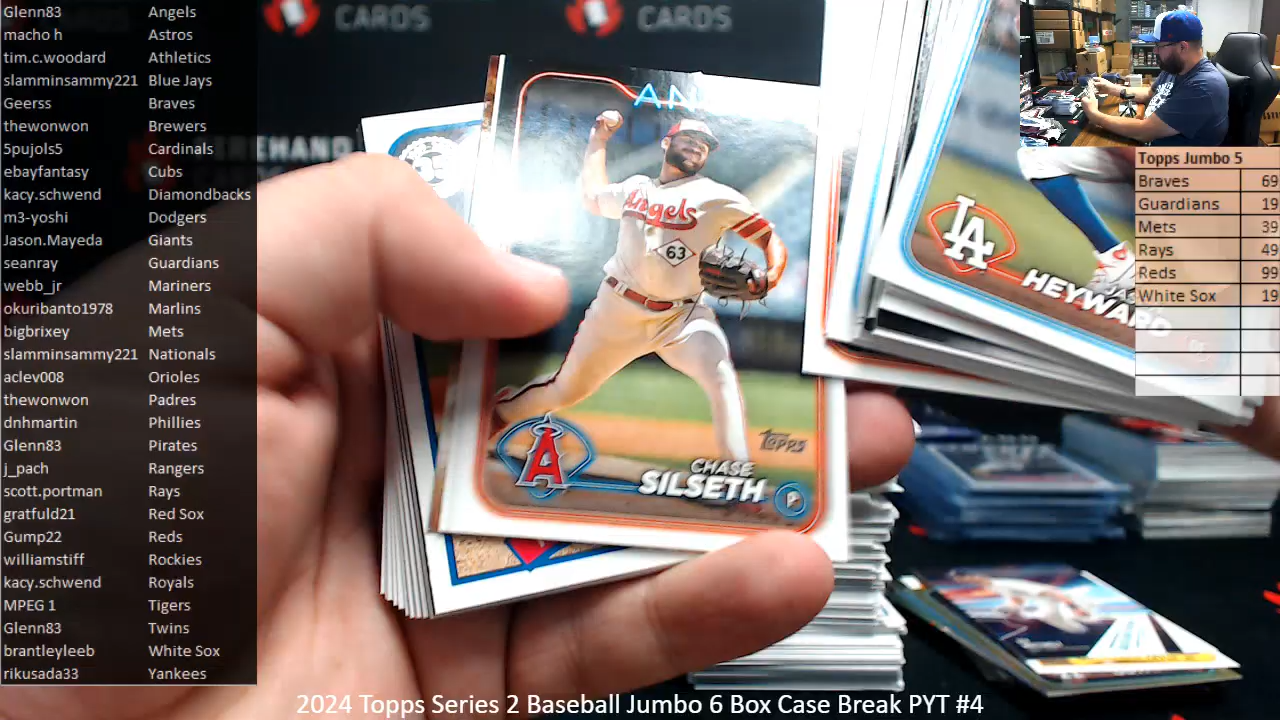 Glenn83 Angels
macho h Astros
tim.c.woodard Athletics
slamminsammy221 Blue Jays
Geerss Braves
thewonwon Brewers
5pujols5 Cardinals
ebayfantasy Cubs
kacy.schwend Diamondbacks
m3-yoshi Dodgers
Jason.Mayeda Giants
seanray Guardians
webb_jr Mariners
okuribanto1978 Marlins
bigbrixey Mets
slamminsammy221 Nationals
aclev008 Orioles
thewonwon Padres
dnhmartin Phillies
Glenn83 Pirates
j_pach Rangers
scott.portman Rays
gratfuld21 Red Sox
Gump22 Reds
williamstiff Rockies
kacy.schwend Royals
MPEG 1 Tigers
Glenn83 Twins
brantleyleeb White Sox
rikusada33 Yankees
CARDS
CARDS
AN
Angels
63
A
TOPPS
CHASE
SILSETH
P
LA
HEYWARD
Topps Jumbo 5
Braves 69
Guardians 19
Mets 39
Rays 49
Reds 99
White Sox 19
2024 Topps Series 2 Baseball Jumbo 6 Box Case Break PYT #4